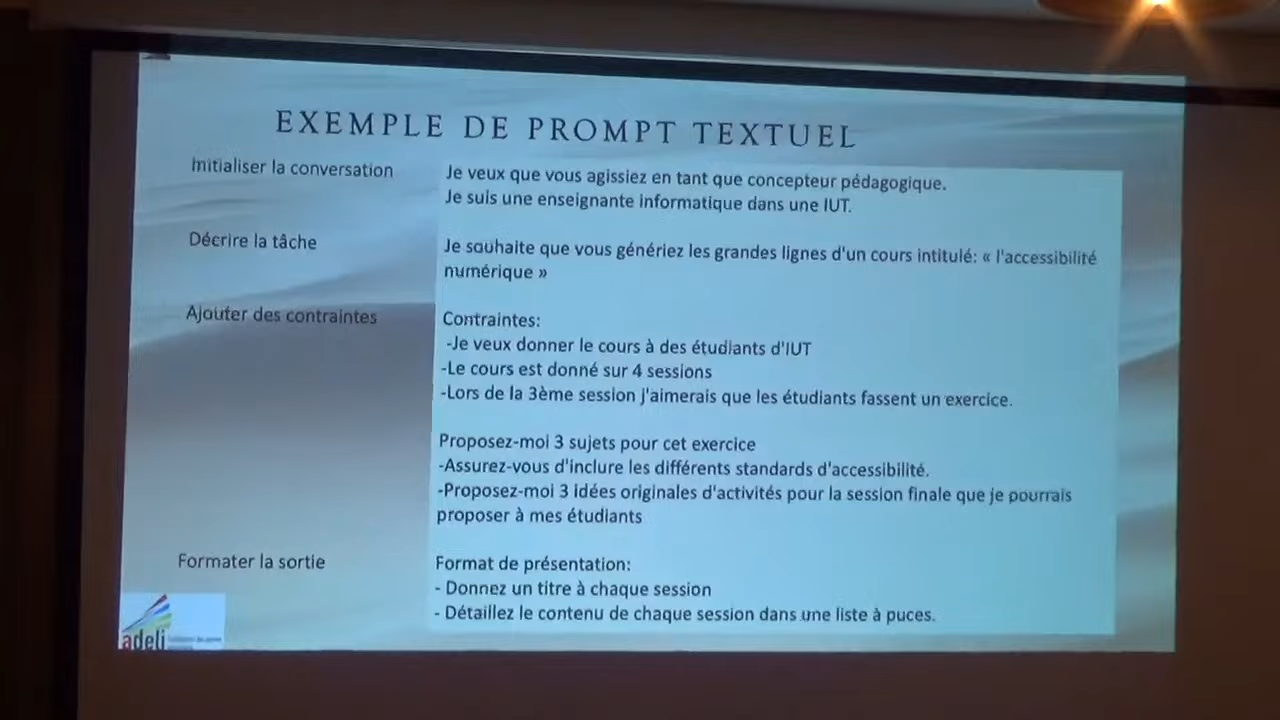 EXEMPLE DE PROMPT TEXTUEL
Initialiser la conversation
Je veux que vous agissiez en tant que concepteur pédagogique.
Je suis une enseignante informatique dans une IUT.
Décrire la tâche
Je souhaite que vous génériez les grandes lignes d'un cours intitulé: « l'accessibilité
numérique »
Ajouter des contraintes
Contraintes:
-Je veux donner le cours à des étudiants d'IUT
-Le cours est donné sur 4 sessions
-Lors de la 3ème session j'aimerais que les étudiants fassent un exercice.
Proposez-moi 3 sujets pour cet exercice
-Assurez-vous d'inclure les différents standards d'accessibilité.
-Proposez-moi 3 idées originales d'activités pour la session finale que je pourrais
proposer à mes étudiants
Formater la sortie
Format de présentation:
- Donnez un titre à chaque session
- Détaillez le contenu de chaque session dans une liste à puces.
adeli